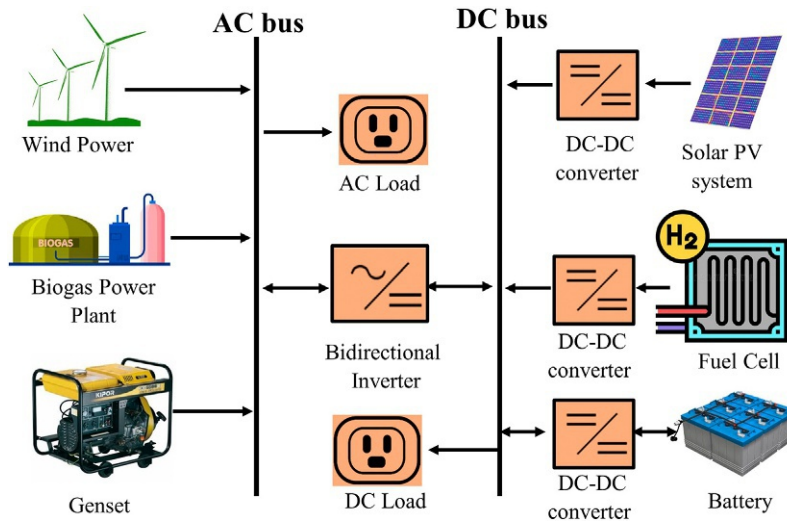 AC bus
DC bus
Wind Power
AC Load
DC-DC
converter
Solar PV
system
BIOGAS
Biogas Power
Plant
Bidirectional
Inverter
H2
DC-DC
converter
Fuel Cell
KIPOR
Genset
DC Load
DC-DC
converter
Battery